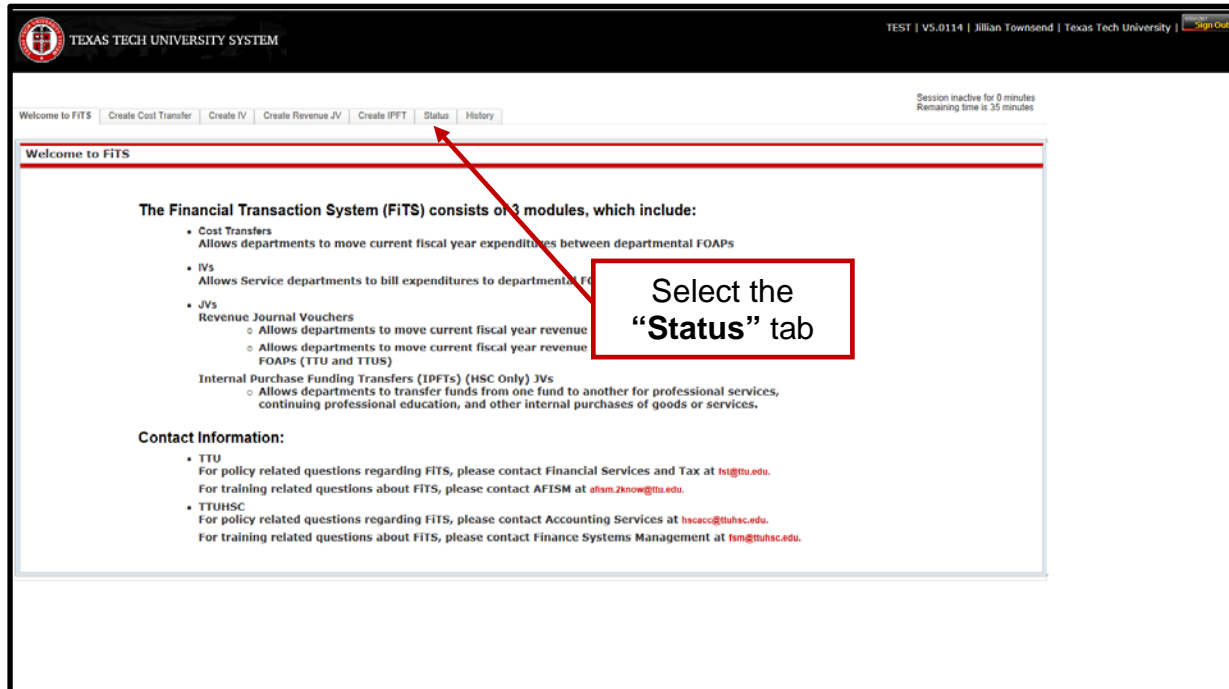 TEXAS TECH UNIVERSITY SYSTEM
TEST | V5.0114 | Jillian Townsend | Texas Tech University | Sign Out
Session inactive for 0 minutes
Remaining time is 35 minutes
Welcome to FiTS Create Cost Transfer Create IV Create Revenue JV Create IPFT Status History
Welcome to FiTS
The Financial Transaction System (FiTS) consists of 3 modules, which include:
• Cost Transfers
Allows departments to move current fiscal year expenditures between departmental FOAPs
• IVs
Allows Service departments to bill expenditures to departmental FO
• JVs
Revenue Journal Vouchers
o Allows departments to move current fiscal year revenue
o Allows departments to move current fiscal year revenue
FOAPs (TTU and TTUS)
Internal Purchase Funding Transfers (IPFTs) (HSC Only) JVs
o Allows departments to transfer funds from one fund to another for professional services,
continuing professional education, and other internal purchases of goods or services.
Select the
“Status” tab
Contact Information:
• TTU
For policy related questions regarding FiTS, please contact Financial Services and Tax at fst@ttu.edu.
For training related questions about FiTS, please contact AFISM at afism.2know@ttu.edu.
• TTUHSC
For policy related questions regarding FiTS, please contact Accounting Services at hscacc@ttuhsc.edu.
For training related questions about FiTS, please contact Finance Systems Management at fsm@ttuhsc.edu.